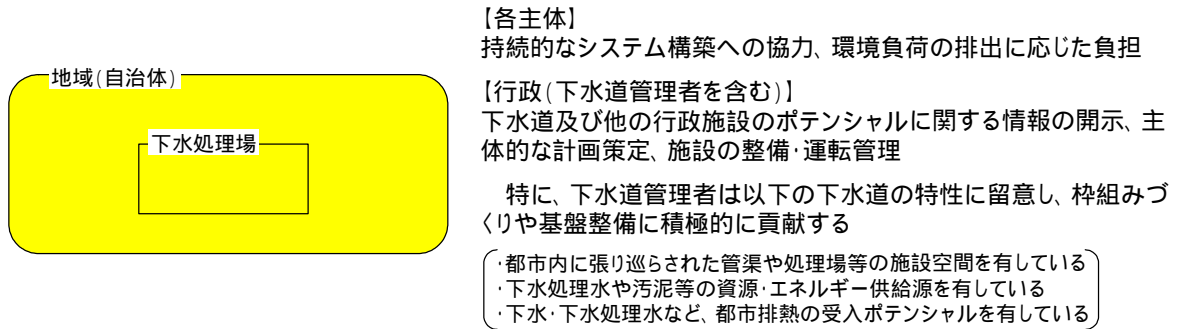 地域(自治体)
下水処理場
【各主体】
持続的なシステム構築への協力、環境負荷の排出に応じた負担
【行政(下水道管理者を含む)】
下水道及び他の行政施設のポテンシャルに関する情報の開示、主
体的な計画策定、施設の整備・運転管理
特に、下水道管理者は以下の下水道の特性に留意し、枠組みづ
くりや基盤整備に積極的に貢献する
・都市内に張り巡らされた管渠や処理場等の施設空間を有している
・下水処理水や汚泥等の資源・エネルギー供給源を有している
・下水・下水処理水など、都市排熱の受入ポテンシャルを有している